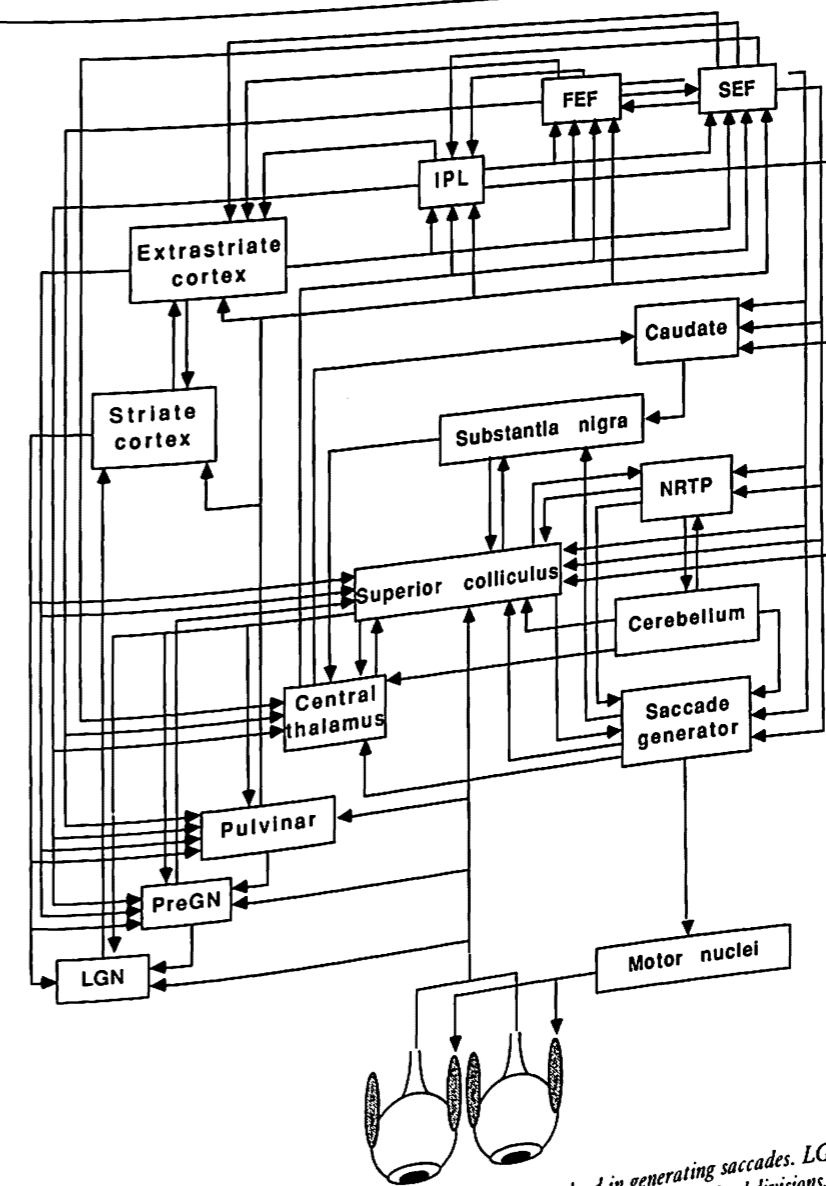 SEF
FEF
IPL
Extrastriate
cortex
Caudate
Striate
cortex
Substantia nigra
NRTP
Superior colliculus
Cerebellum
Central
thalamus
Saccade
generator
Pulvinar
PreGN
Motor nuclei
LGN
in generating saccades. LG
divisions.